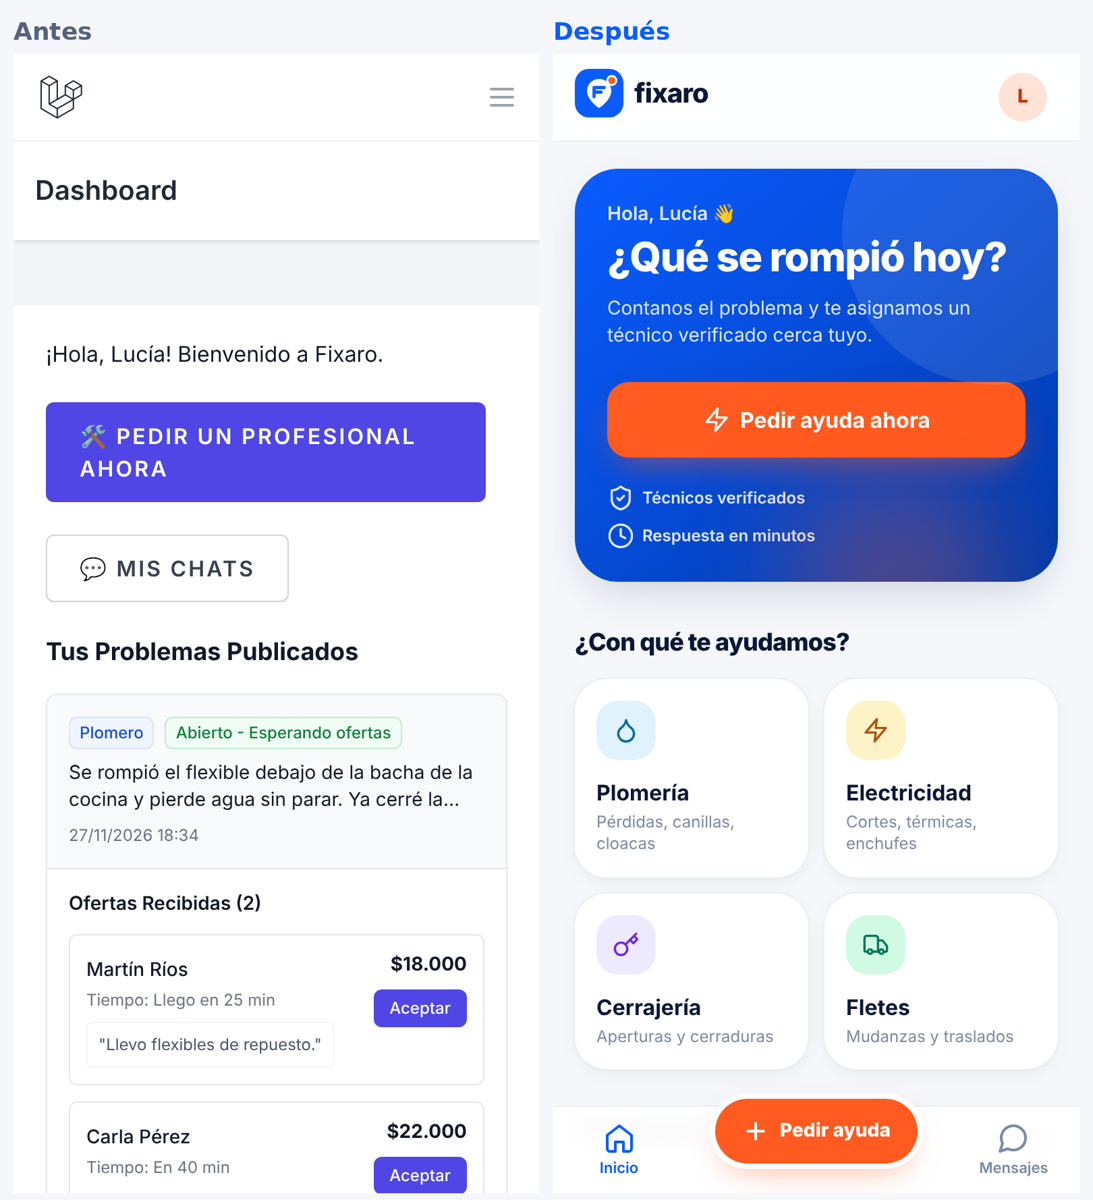 Antes
Dashboard
¡Hola, Lucía! Bienvenido a Fixaro.
🛠️ PEDIR UN PROFESIONAL
AHORA
💬 MIS CHATS
Tus Problemas Publicados
Plomero
Abierto - Esperando ofertas
Se rompió el flexible debajo de la bacha de la
cocina y pierde agua sin parar. Ya cerré la...
27/11/2026 18:34
Ofertas Recibidas (2)
Martín Ríos
$18.000
Tiempo: Llego en 25 min
Aceptar
"Llevo flexibles de repuesto."
Carla Pérez
$22.000
Tiempo: En 40 min
Aceptar
Después
F
fixaro
L
Hola, Lucía 👋
¿Qué se rompió hoy?
Contanos el problema y te asignamos un
técnico verificado cerca tuyo.
Pedir ayuda ahora
Técnicos verificados
Respuesta en minutos
¿Con qué te ayudamos?
Plomería
Pérdidas, canillas,
cloacas
Electricidad
Cortes, térmicas,
enchufes
Cerrajería
Aperturas y cerraduras
Fletes
Mudanzas y traslados
Inicio
+ Pedir ayuda
Mensajes